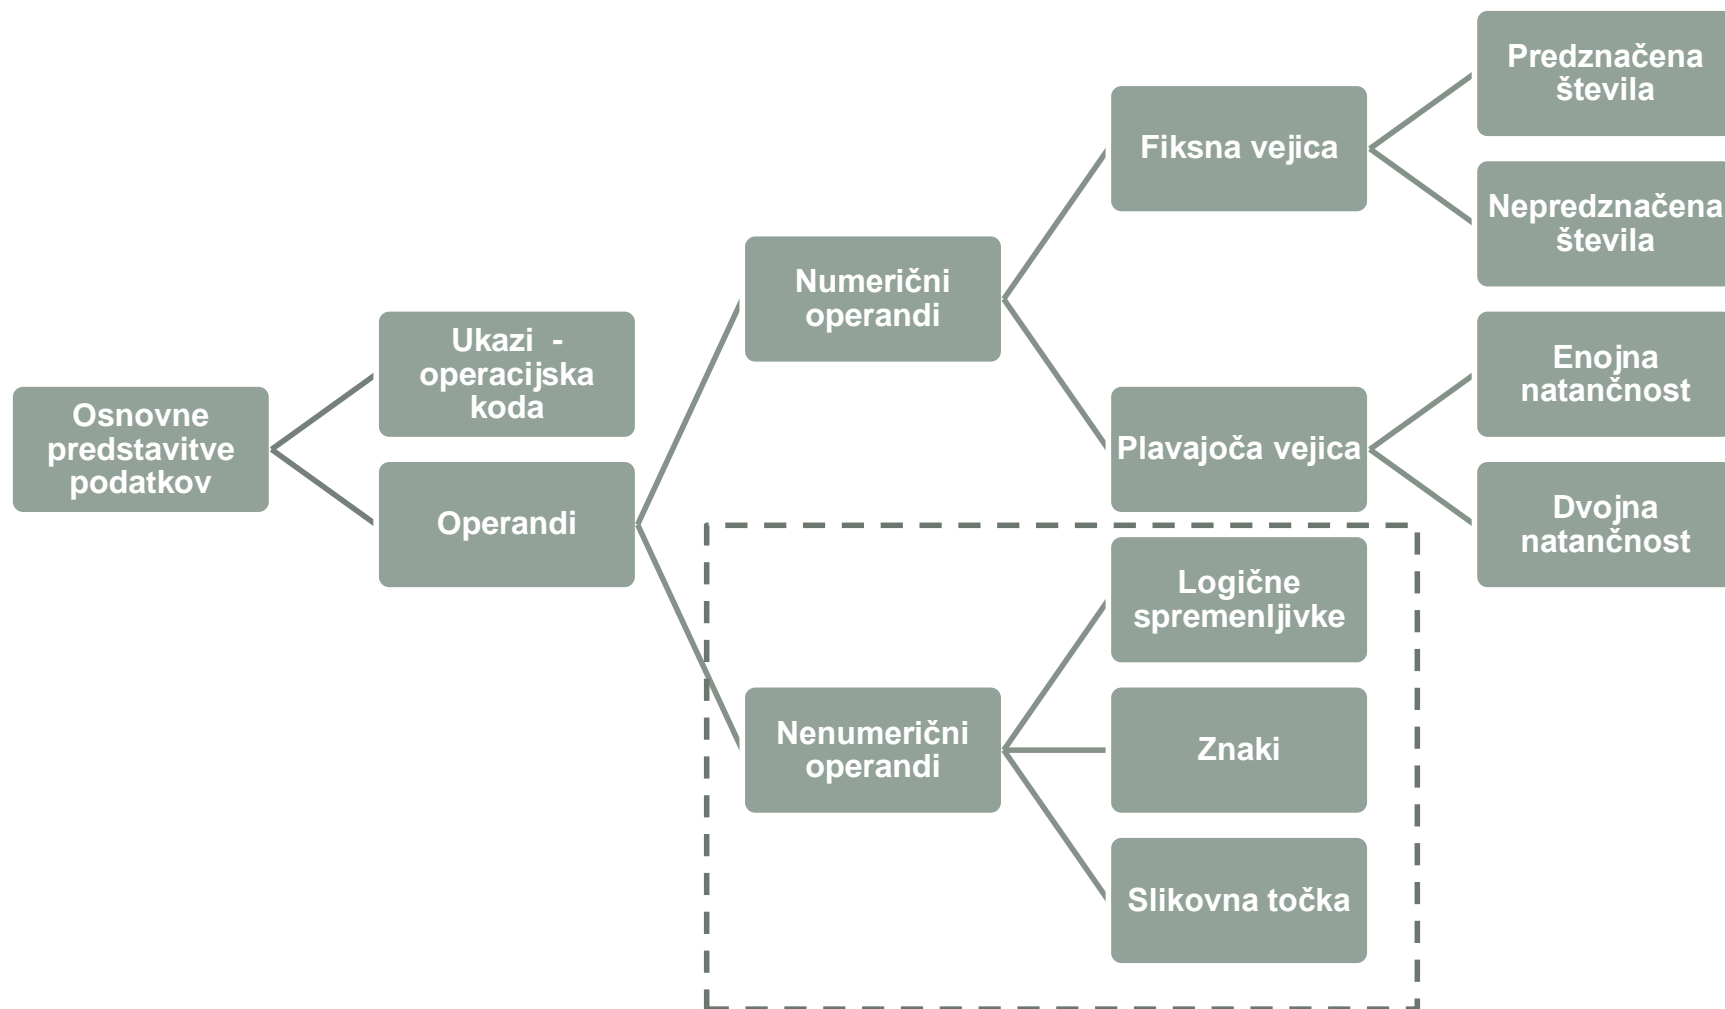 Osnovne
predstavitve
podatkov
Ukazi  -
operacijska
koda
Operandi
Numerični
operandi
Fiksna vejica
Predznačena
števila
Nepredznačena
števila
Plavajoča vejica
Enojna
natančnost
Dvojna
natančnost
Nenumerični
operandi
Logične
spremenljivke
Znaki
Slikovna točka